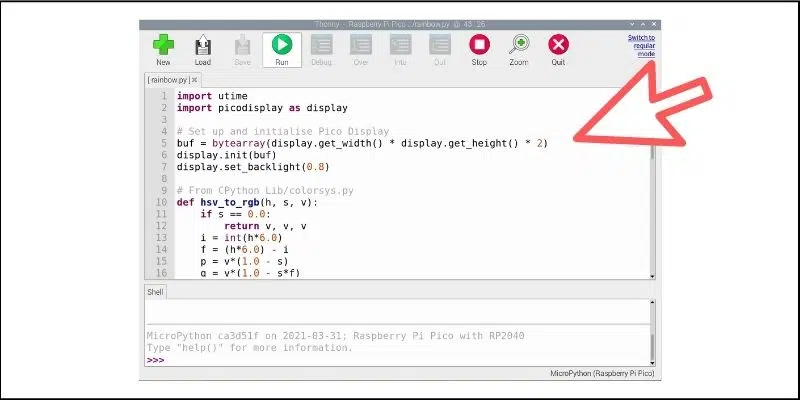 Thonny - Raspberry Pi Pico :/rainbow.py @ 43 : 26
New Load Save Run Debug Over Into Out Stop Zoom Quit
Switch to
regular
mode
[ rainbow.py ]
1 import utime
2 import picodisplay as display
3
4 # Set up and initialise Pico Display
5 buf = bytearray(display.get_width() * display.get_height() * 2)
6 display.init(buf)
7 display.set_backlight(0.8)
8
9 # From CPython Lib/colorsys.py
10 def hsv_to_rgb(h, s, v):
11 if s == 0.0:
12 return v, v, v
13 i = int(h*6.0)
14 f = (h*6.0) - i
15 p = v*(1.0 - s)
16 q = v*(1.0 - s*f)
Shell
MicroPython ca3d51f on 2021-03-31; Raspberry Pi Pico with RP2040
Type "help()" for more information.
>>>
MicroPython (Raspberry Pi Pico)